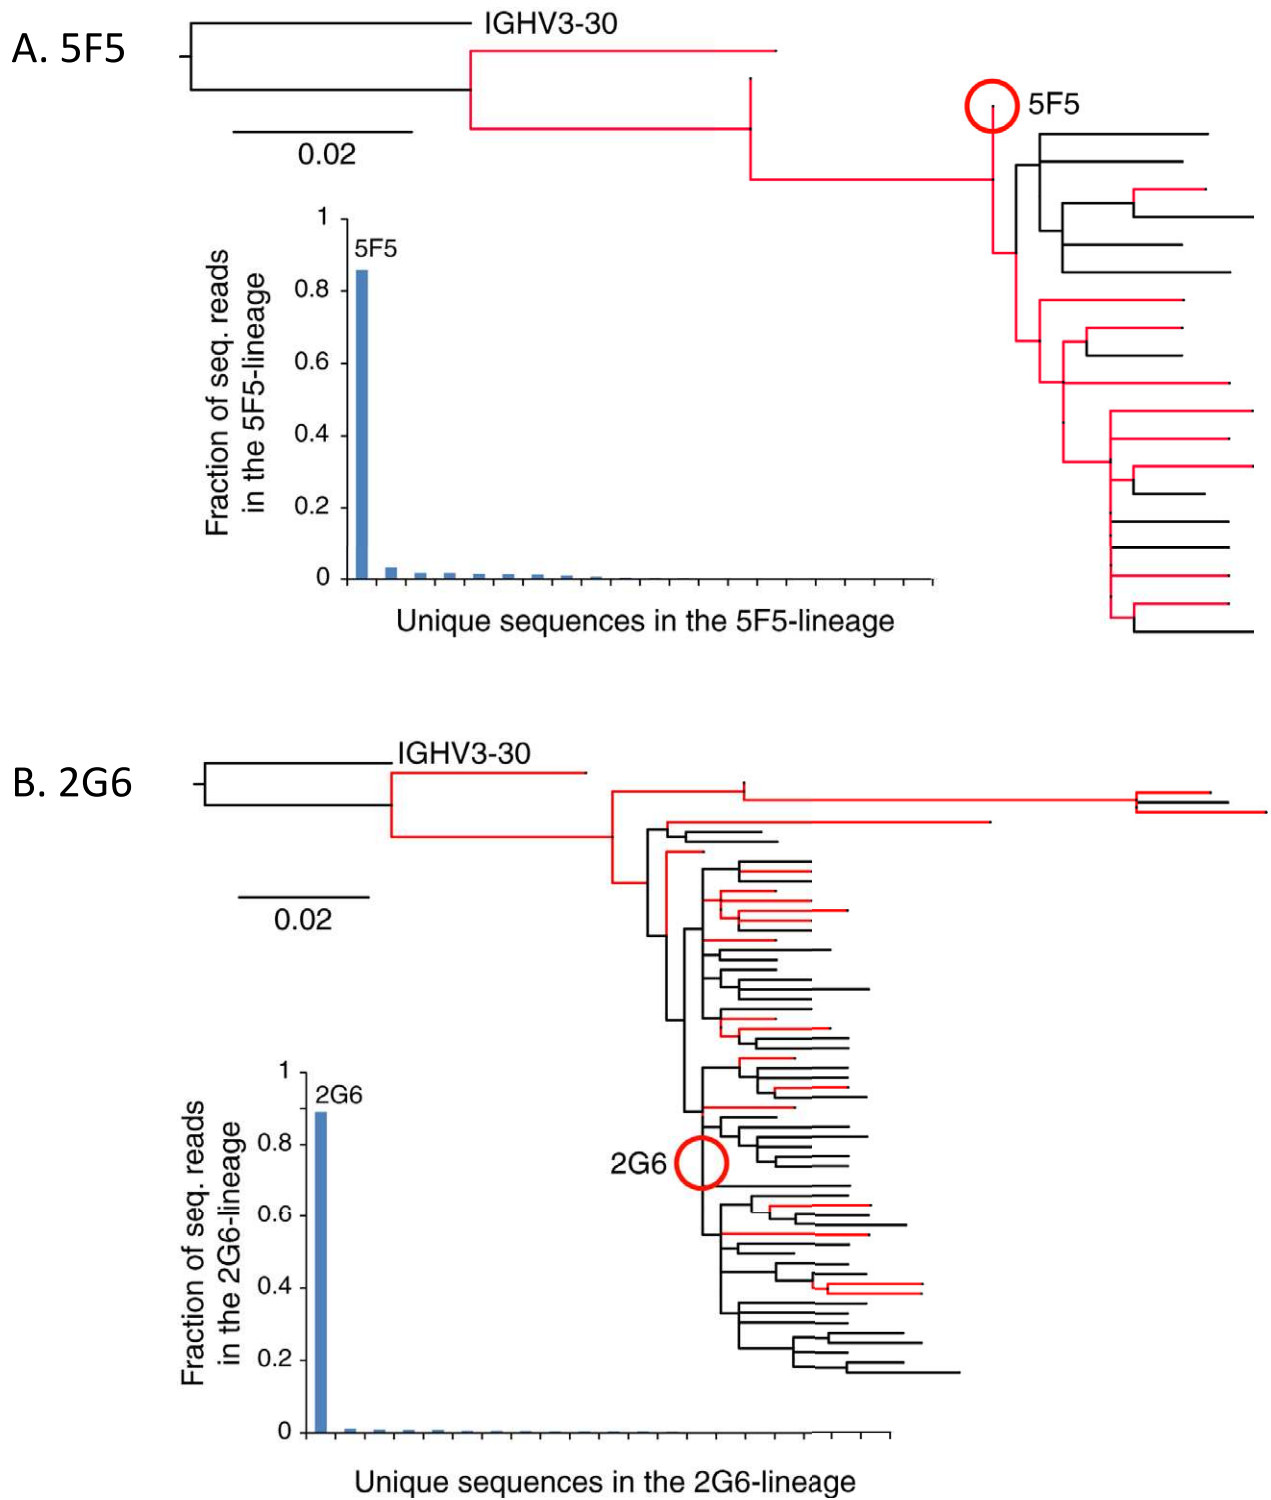 A. 5F5
IGHV3-30
5F5
0.02
1
0.8
0.6
0.4
0.2
0
5F5
Fraction of seq. reads
in the 5F5-lineage
Unique sequences in the 5F5-lineage
B. 2G6
IGHV3-30
0.02
2G6
1
0.8
0.6
0.4
0.2
0
2G6
Fraction of seq. reads
in the 2G6-lineage
Unique sequences in the 2G6-lineage